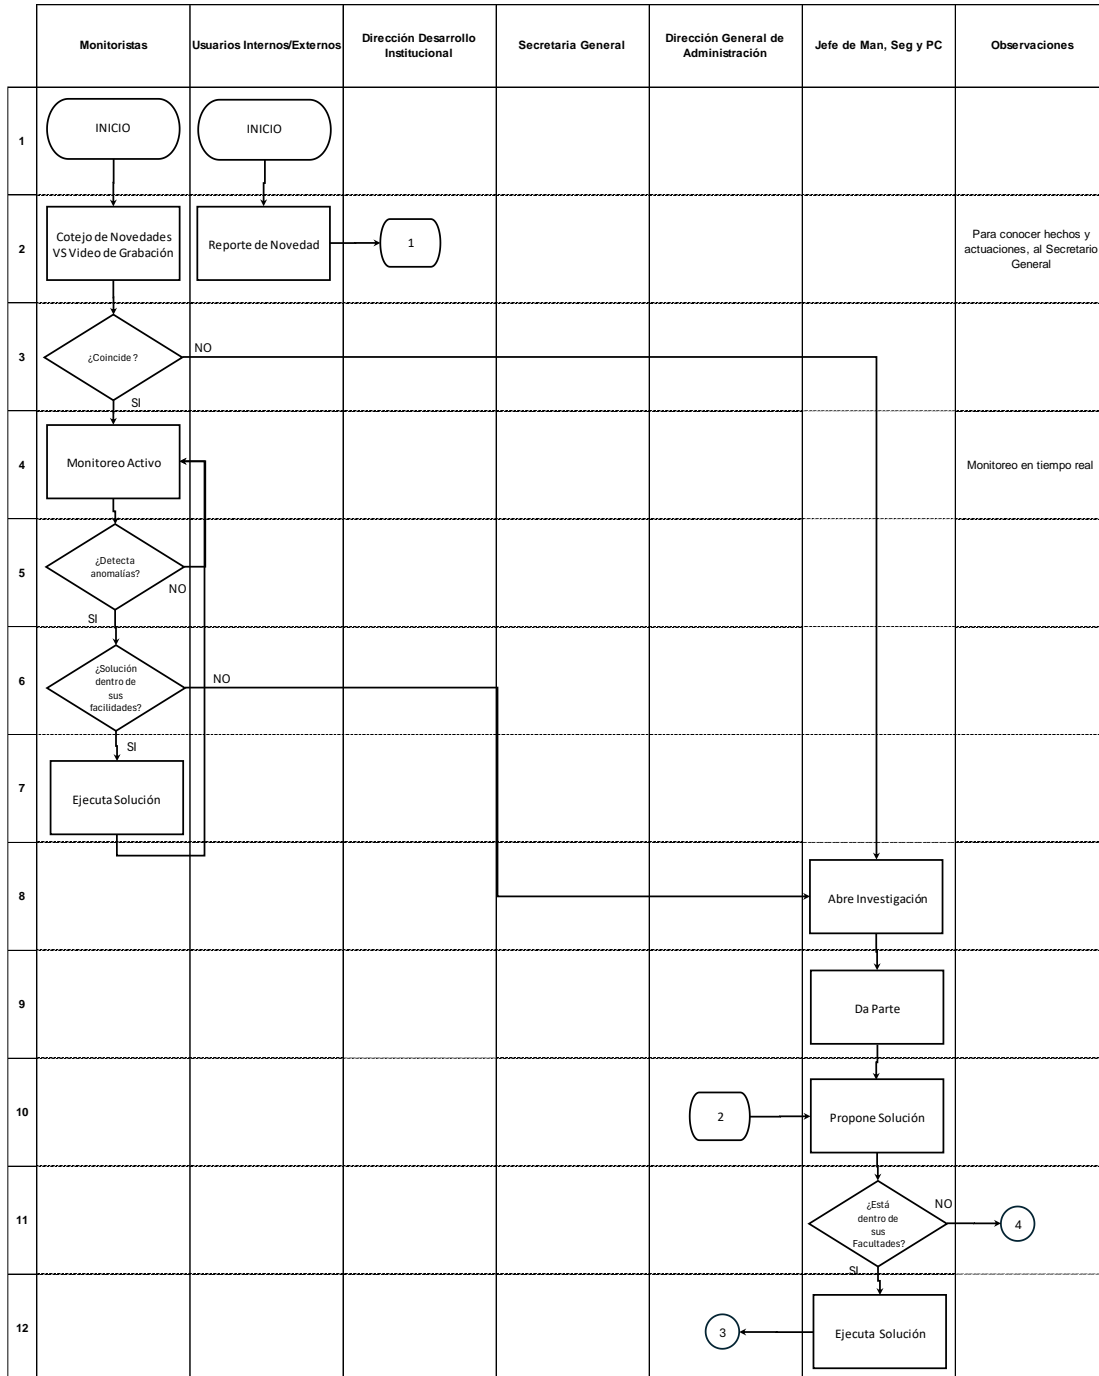 Monitoristas
Usuarios Internos/Externos
Dirección Desarrollo
Institucional
Secretaria General
Dirección General de
Administración
Jefe de Man, Seg y PC
Observaciones
1
INICIO
INICIO
2
Cotejo de Novedades
VS Video de Grabación
Reporte de Novedad
1
Para conocer hechos y
actuaciones, al Secretario
General
3
¿Coincide ?
NO
SI
4
Monitoreo Activo
Monitoreo en tiempo real
5
¿Detecta
anomalías?
NO
SI
6
¿Solución
dentro de
sus
facilidades?
NO
SI
7
Ejecuta Solución
8
Abre Investigación
9
Da Parte
10
2
Propone Solución
11
¿Está
dentro de
sus
Facultades?
NO
4
SI
12
3
Ejecuta Solución